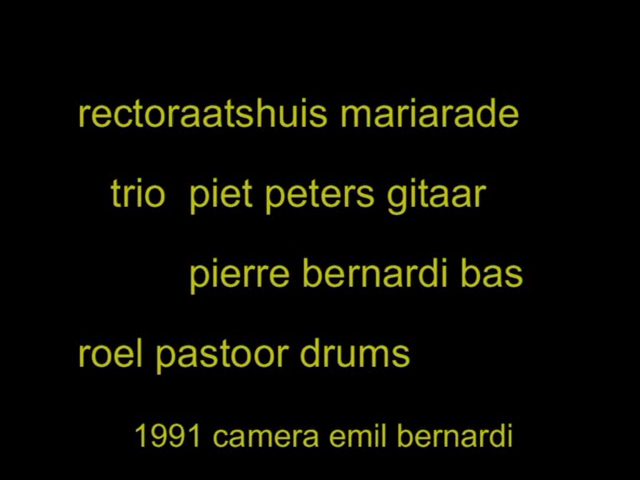 rectoraatshuis mariarade
trio piet peters gitaar
pierre bernardi bas
roel pastoor drums
1991 camera emil bernardi